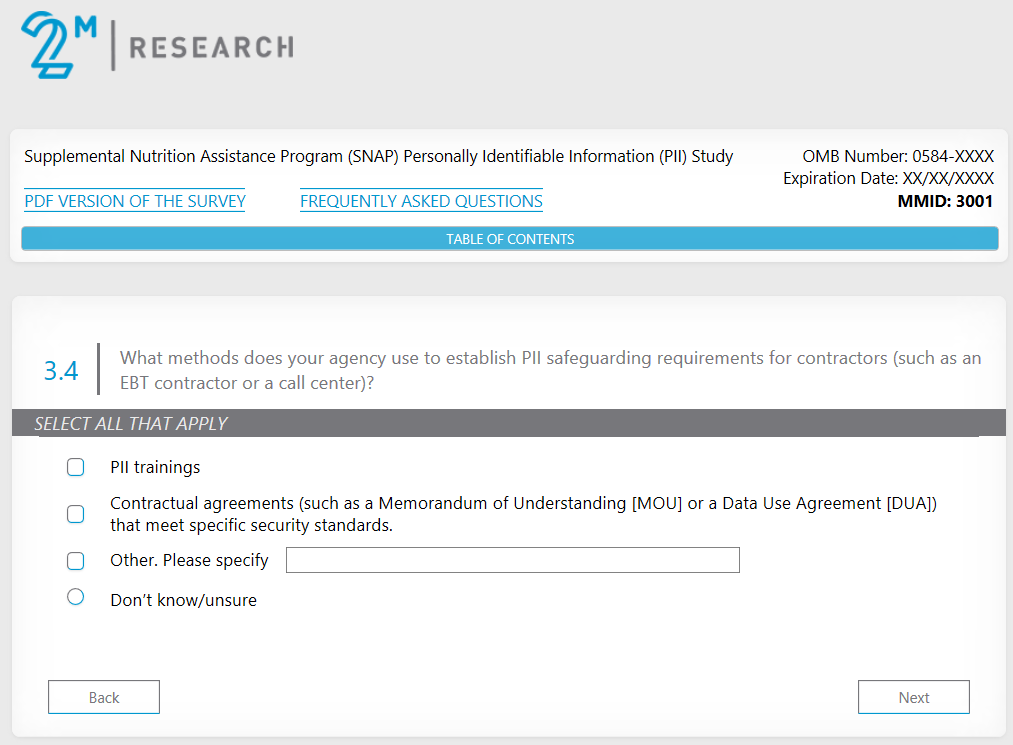 2M | RESEARCH
Supplemental Nutrition Assistance Program (SNAP) Personally Identifiable Information (PII) Study
OMB Number: 0584-XXXX
Expiration Date: XX/XX/XXXX
PDF VERSION OF THE SURVEY
FREQUENTLY ASKED QUESTIONS
MMID: 3001
TABLE OF CONTENTS
3.4
What methods does your agency use to establish PII safeguarding requirements for contractors (such as an
EBT contractor or a call center)?
SELECT ALL THAT APPLY
PII trainings
Contractual agreements (such as a Memorandum of Understanding [MOU] or a Data Use Agreement [DUA])
that meet specific security standards.
Other. Please specify
Don't know/unsure
Back
Next